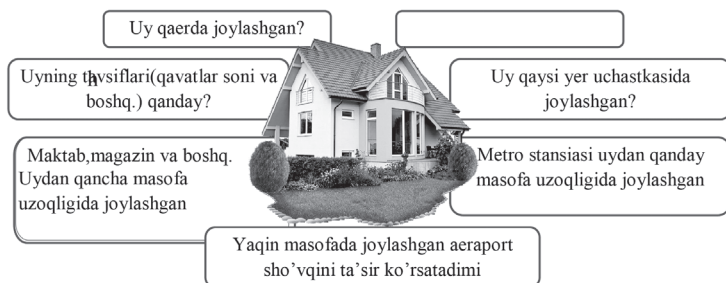 Uy qaerda joylashgan?
Uyning tavsiflari(qavatlar soni va
boshq.) qanday?
Uy qaysi yer uchastkasida
joylashgan?
Maktab,magazin va boshq.
Uydan qancha masofa
uzoqligida joylashgan
Metro stansiasi uydan qanday
masofa uzoqligida joylashgan
Yaqin masofada joylashgan aeraport
sho’vqini ta’sir ko’rsatadimi